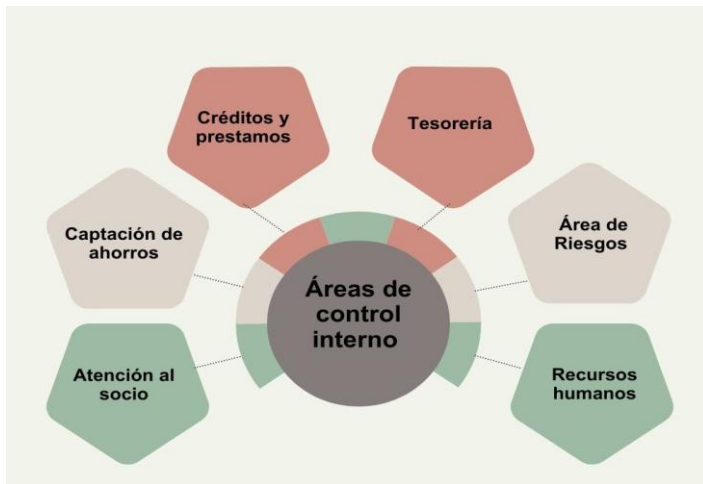 Créditos y
prestamos
Tesorería
Captación de
ahorros
Área de
Riesgos
Áreas de
control
interno
Atención al
socio
Recursos
humanos